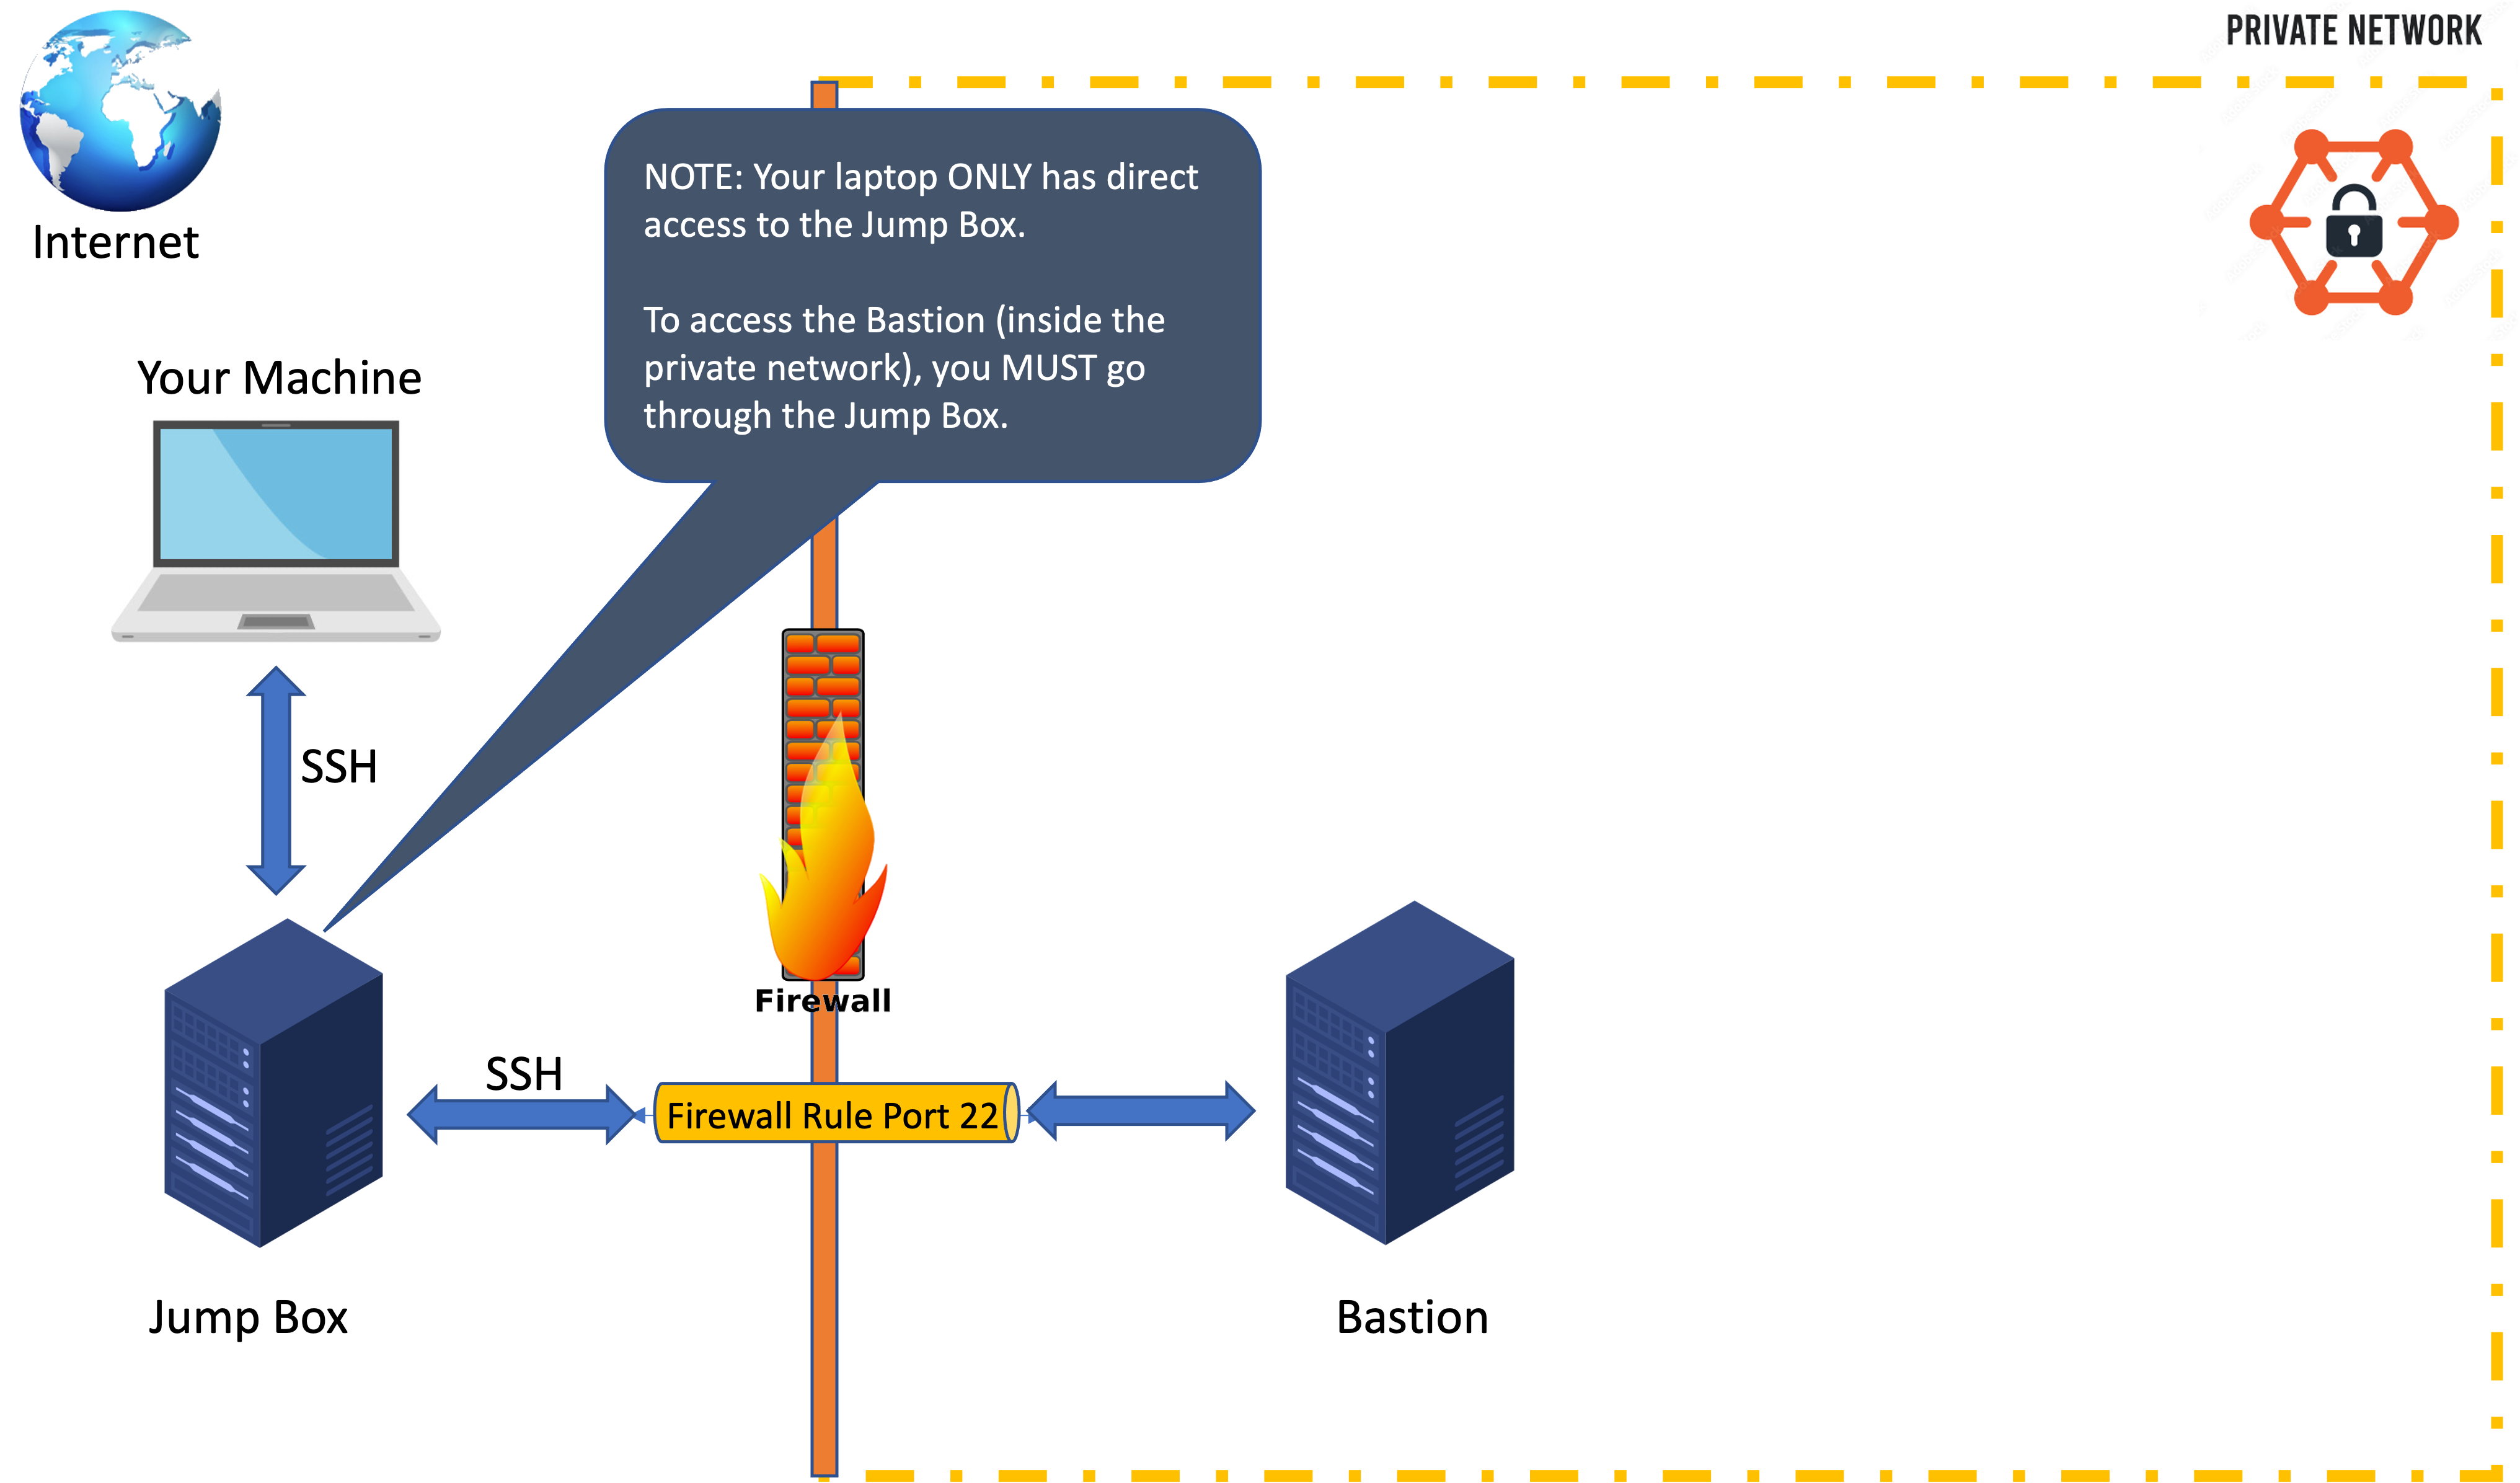 PRIVATE NETWORK
Internet
NOTE: Your laptop ONLY has direct
access to the Jump Box.
To access the Bastion (inside the
private network), you MUST go
through the Jump Box.
Your Machine
SSH
Firewall
SSH
Firewall Rule Port 22
Jump Box
Bastion